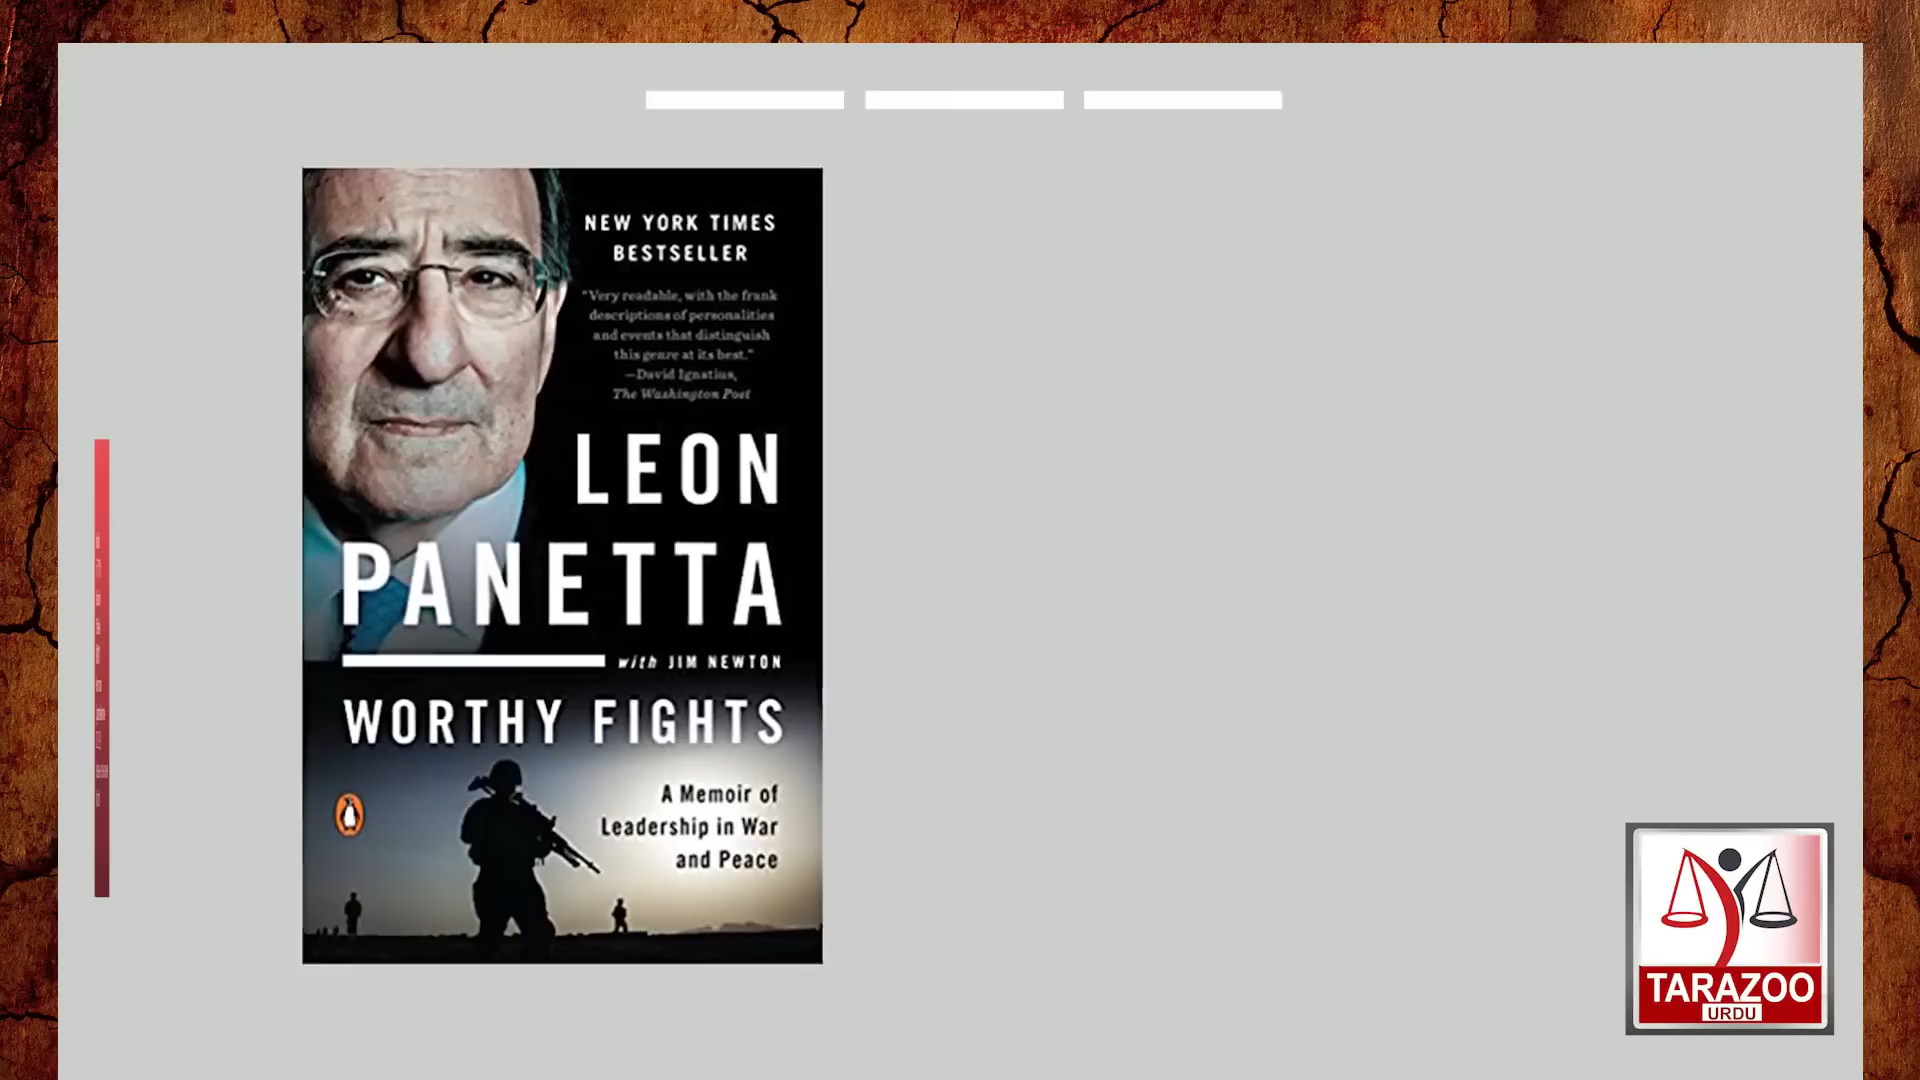 NEW YORK TIMES
BESTSELLER
"Very readable, with the frank
descriptions of personalities
and events that distinguish
this genre at its best."
—David Ignatius,
The Washington Post
LEON
PANETTA
with JIM NEWTON
WORTHY FIGHTS
A Memoir of
Leadership in War
and Peace
TARAZOO
URDU